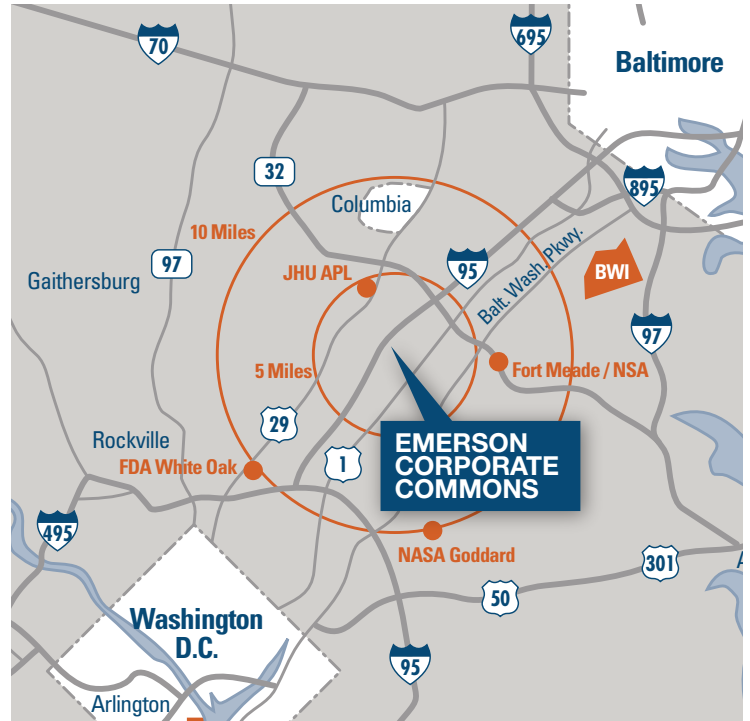 695
70
Baltimore
32
895
Columbia
10 Miles
95
97
JHU APL
Balt. Wash. Pkwy.
BWI
Gaithersburg
97
5 Miles
Fort Meade / NSA
29
EMERSON
CORPORATE
COMMONS
Rockville
1
FDA White Oak
495
NASA Goddard
301
A
50
Washington
D.C.
95
Arlington